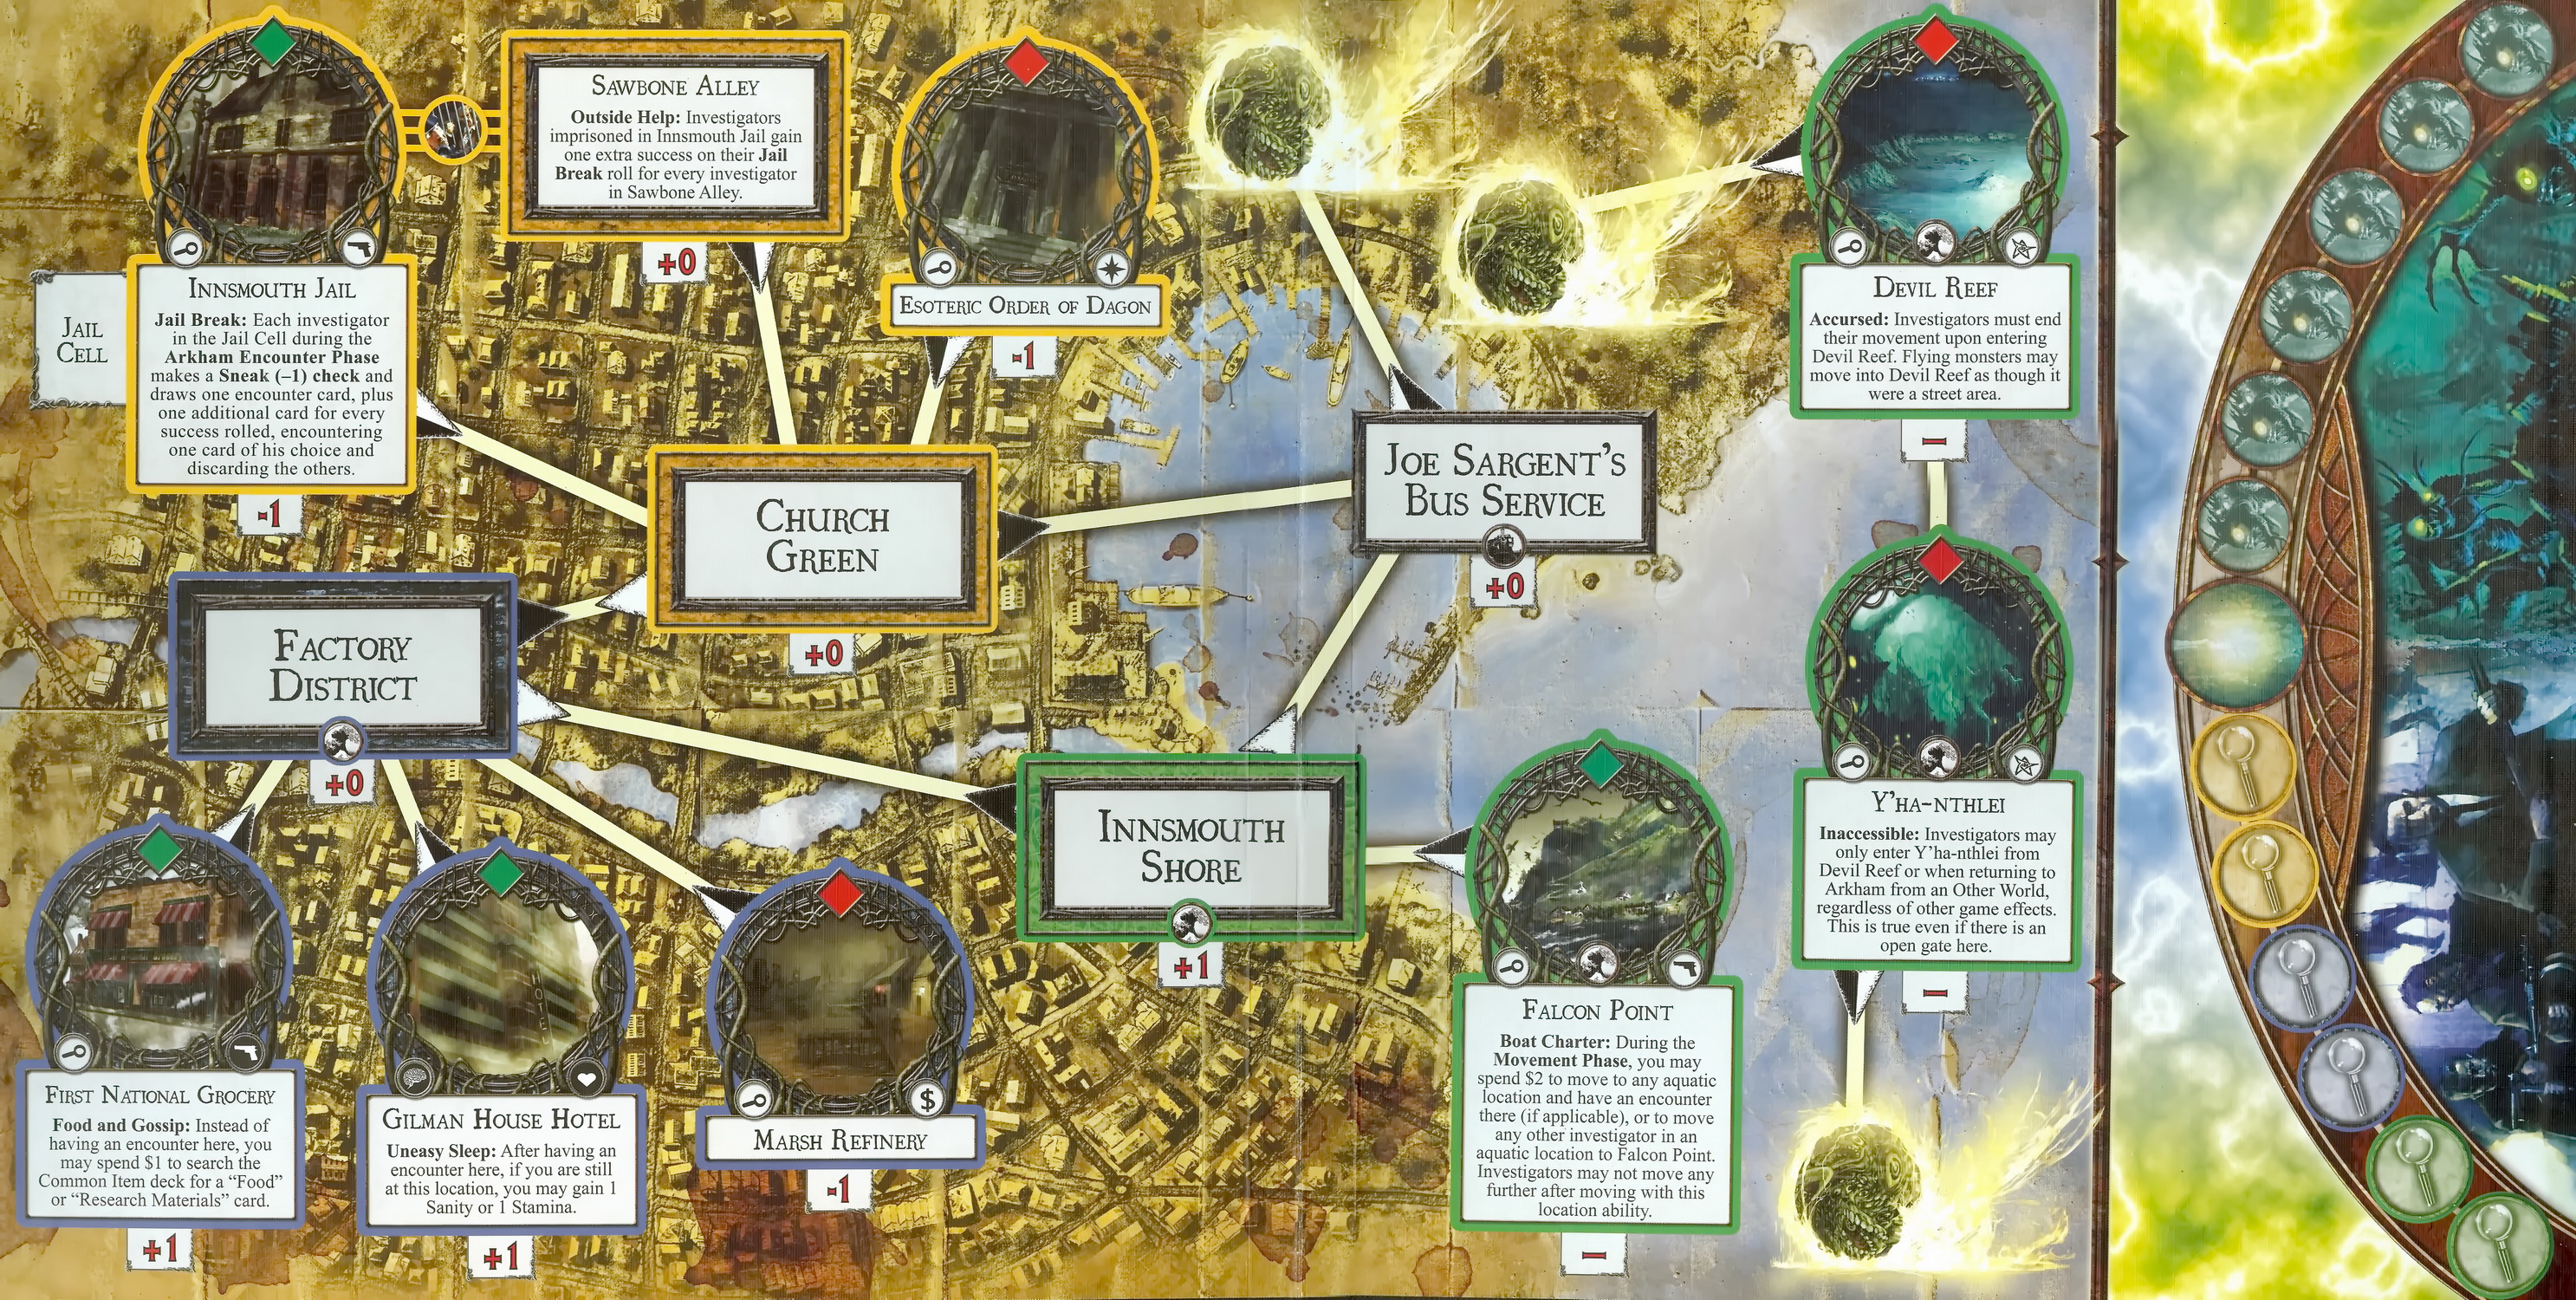 SAWBONE ALLEY
Outside Help: Investigators
imprisoned in Innsmouth Jail gain
one extra success on their Jail
Break roll for every investigator
in Sawbone Alley.
+0
JAIL
CELL
INNSMOUTH JAIL
Jail Break: Each investigator
in the Jail Cell during the
Arkham Encounter Phase
makes a Sneak (–1) check and
draws one encounter card, plus
one additional card for every
success rolled, encountering
one card of his choice and
discarding the others.
-1
ESOTERIC ORDER OF DAGON
-1
DEVIL REEF
Accursed: Investigators must end
their movement upon entering
Devil Reef. Flying monsters may
move into Devil Reef as though it
were a street area.
–
CHURCH
GREEN
+0
JOE SARGENT'S
BUS SERVICE
+0
FACTORY
DISTRICT
+0
INNSMOUTH
SHORE
+1
Y'HA-NTHLEI
Inaccessible: Investigators may
only enter Y'ha-nthlei from
Devil Reef or when returning to
Arkham from an Other World,
regardless of other game effects.
This is true even if there is an
open gate here.
–
FIRST NATIONAL GROCERY
Food and Gossip: Instead of
having an encounter here, you
may spend $1 to search the
Common Item deck for a “Food”
or “Research Materials” card.
+1
HOTEL
GILMAN HOUSE HOTEL
Uneasy Sleep: After having an
encounter here, if you are still
at this location, you may gain 1
Sanity or 1 Stamina.
+1
$
MARSH REFINERY
-1
FALCON POINT
Boat Charter: During the
Movement Phase, you may
spend $2 to move to any aquatic
location and have an encounter
there (if applicable), or to move
any other investigator in an
aquatic location to Falcon Point.
Investigators may not move any
further after moving with this
location ability.
–